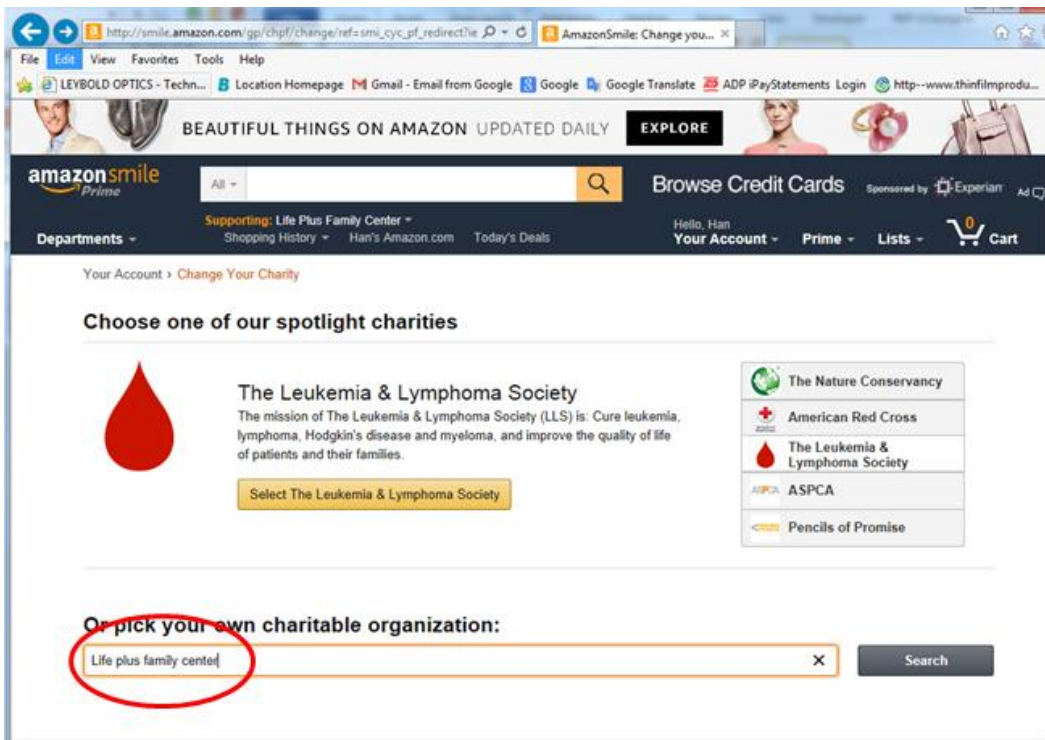 http://smile.amazon.com/gp/chpf/change/ref=smi_cyc_pf_redirect?ie
AmazonSmile: Change you...
File Edit View Favorites Tools Help
LEYBOLD OPTICS - Techn... Location Homepage Gmail - Email from Google Google Google Translate ADP iPayStatements Login http--www.thinfilmprodu...
BEAUTIFUL THINGS ON AMAZON UPDATED DAILY EXPLORE
amazonsmile
Prime
All
Browse Credit Cards Sponsored by Experian Ad
Supporting: Life Plus Family Center
Departments
Shopping History Han's Amazon.com Today's Deals
Hello, Han
Your Account Prime Lists 0 Cart
Your Account › Change Your Charity
Choose one of our spotlight charities
The Leukemia & Lymphoma Society
The mission of The Leukemia & Lymphoma Society (LLS) is: Cure leukemia,
lymphoma, Hodgkin's disease and myeloma, and improve the quality of life
of patients and their families.
Select The Leukemia & Lymphoma Society
The Nature Conservancy
American Red Cross
The Leukemia &
Lymphoma Society
ASPCA ASPCA
Pencils of Promise
Or pick your own charitable organization:
Life plus family center
Search